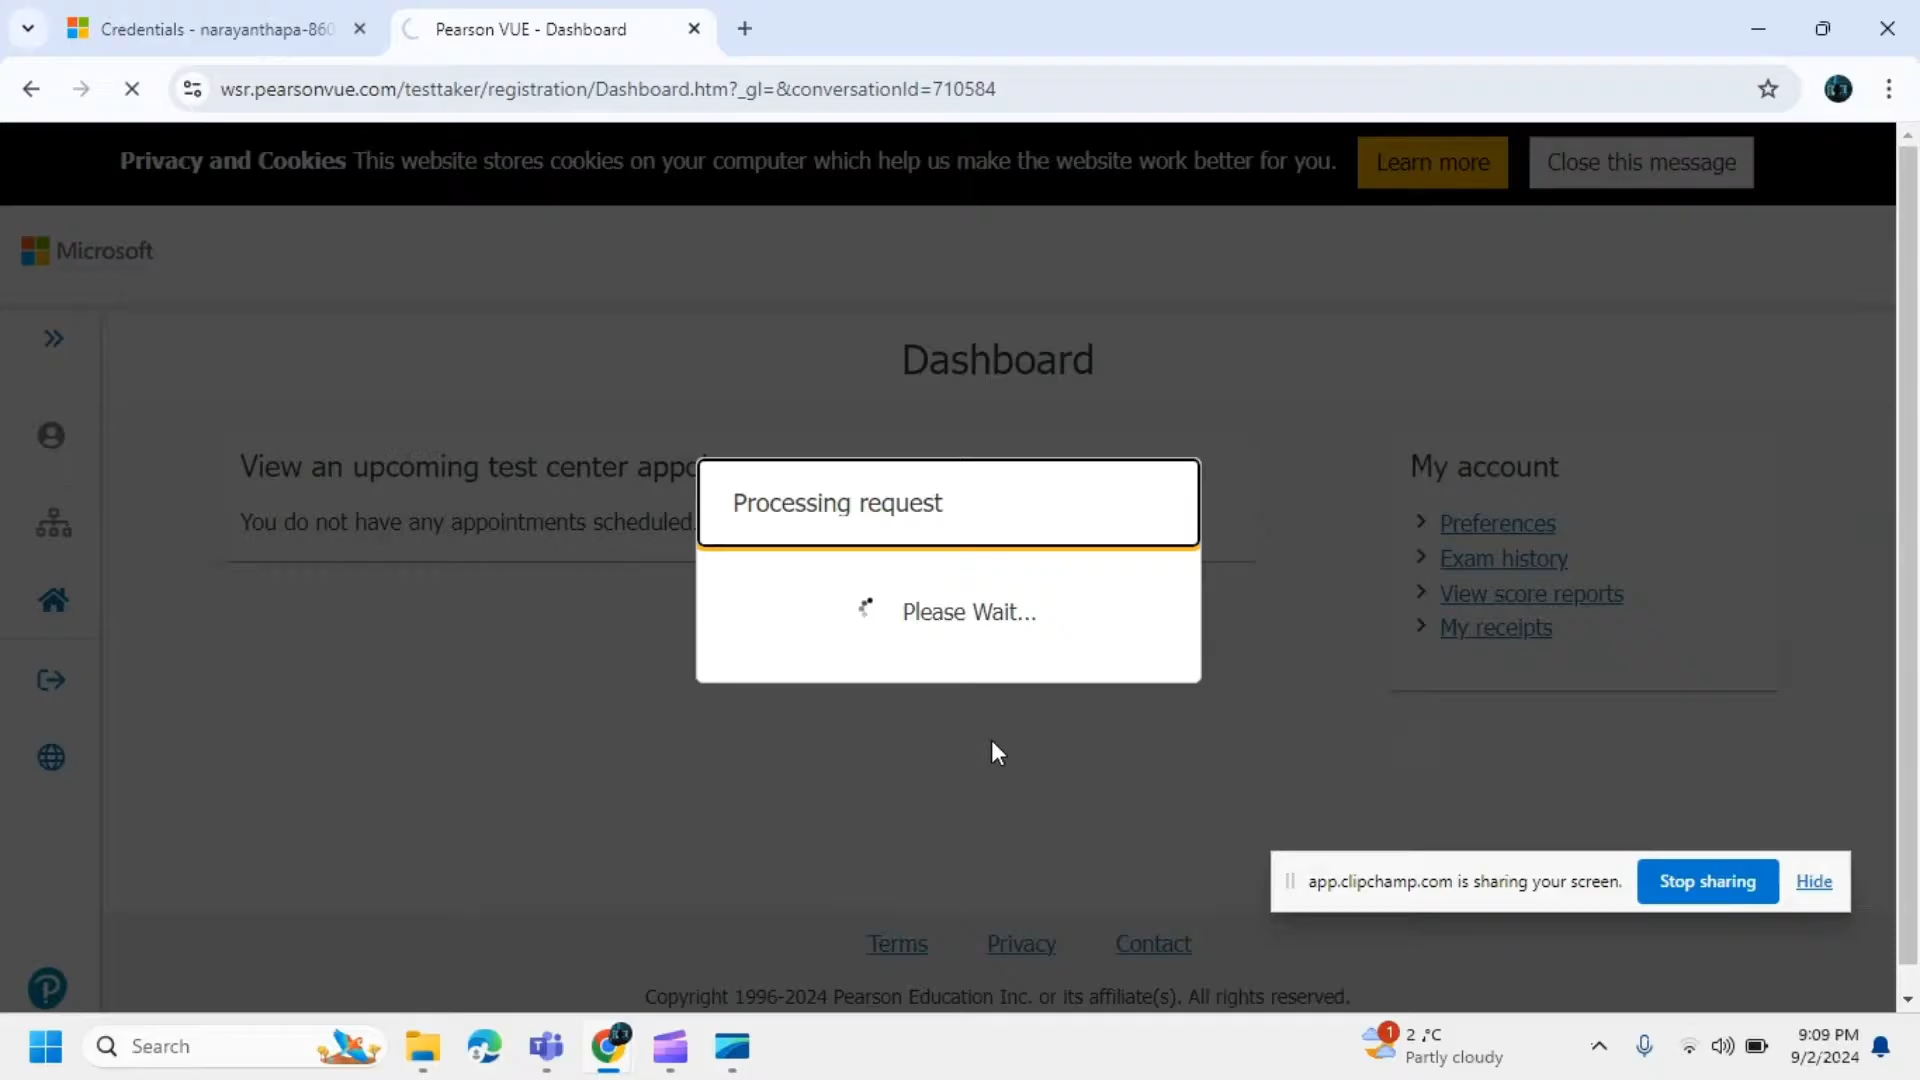 Credentials - narayanthapa-860
Pearson VUE - Dashboard
wsr.pearsonvue.com/testtaker/registration/Dashboard.htm?_gl=&conversationId=710584
Privacy and Cookies This website stores cookies on your computer which help us make the website work better for you.
Learn more
Close this message
Microsoft
Dashboard
View an upcoming test center appo
You do not have any appointments scheduled.
Processing request
Please Wait...
My account
Preferences
Exam history
View score reports
My receipts
app.clipchamp.com is sharing your screen.
Stop sharing
Hide
Terms
Privacy
Contact
Copyright 1996-2024 Pearson Education Inc. or its affiliate(s). All rights reserved.
Search
1
2 °C
Partly cloudy
9:09 PM
9/2/2024